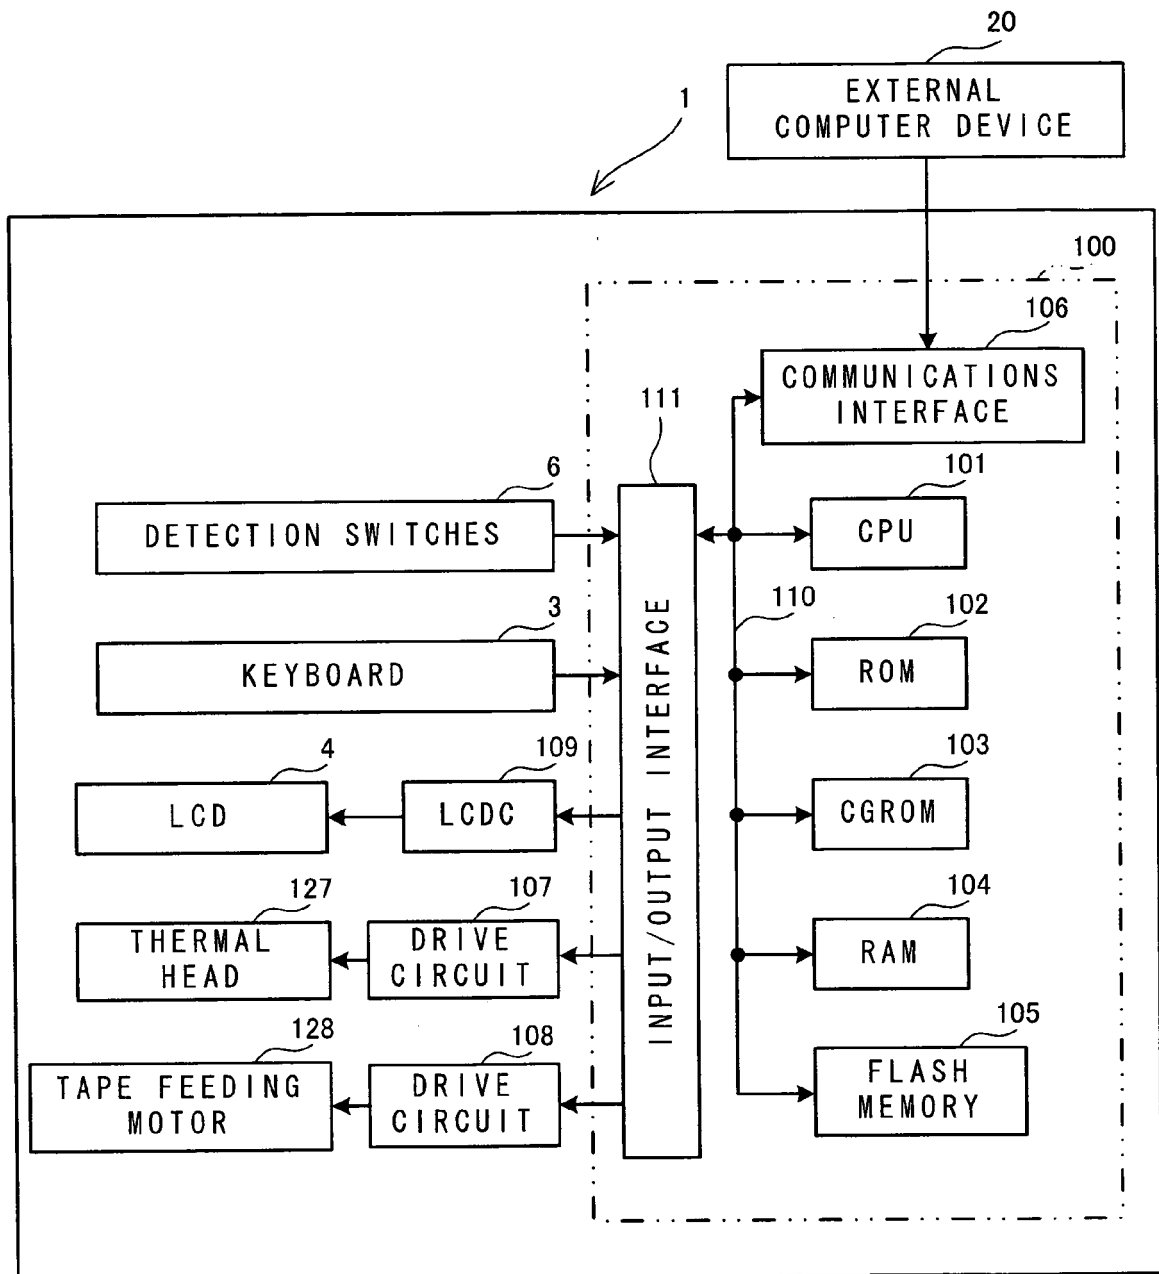 20
EXTERNAL
COMPUTER DEVICE
1
100
106
COMMUNICATIONS
INTERFACE
111
101
CPU
6
DETECTION SWITCHES
110
102
ROM
3
KEYBOARD
INPUT/OUTPUT INTERFACE
103
CGROM
4
LCD
109
LCDC
104
RAM
127
THERMAL
HEAD
107
DRIVE
CIRCUIT
105
FLASH
MEMORY
128
TAPE FEEDING
MOTOR
108
DRIVE
CIRCUIT